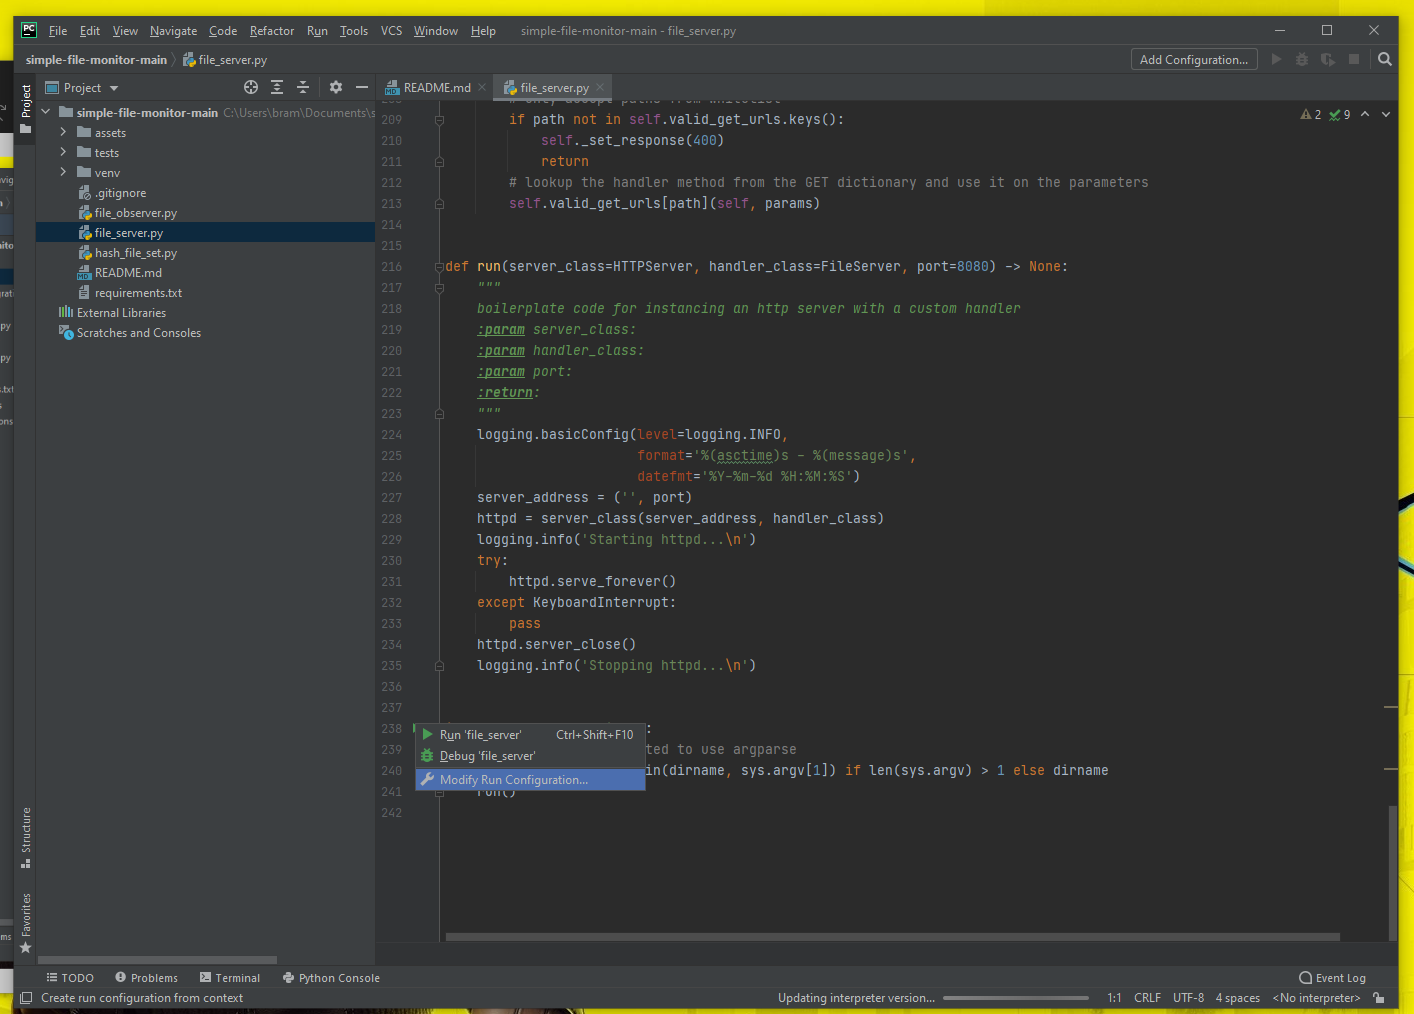 PC File Edit View Navigate Code Refactor Run Tools VCS Window Help simple-file-monitor-main - file_server.py
simple-file-monitor-main file_server.py Add Configuration...
Project
Project README.md file_server.py
simple-file-monitor-main C:\Users\bram\Documents\s
assets
tests
venv
.gitignore
file_observer.py
file_server.py
hash_file_set.py
README.md
requirements.txt
External Libraries
Scratches and Consoles
2 9
# only accept paths from whitelist
209 if path not in self.valid_get_urls.keys():
210 self._set_response(400)
211 return
212 # lookup the handler method from the GET dictionary and use it on the parameters
213 self.valid_get_urls[path](self, params)
214
215
216 def run(server_class=HTTPServer, handler_class=FileServer, port=8080) -> None:
217 """
218 boilerplate code for instancing an http server with a custom handler
219 :param server_class:
220 :param handler_class:
221 :param port:
222 :return:
223 """
224 logging.basicConfig(level=logging.INFO,
225 format='%(asctime)s - %(message)s',
226 datefmt='%Y-%m-%d %H:%M:%S')
227 server_address = ('', port)
228 httpd = server_class(server_address, handler_class)
229 logging.info('Starting httpd...\n')
230 try:
231 httpd.serve_forever()
232 except KeyboardInterrupt:
233 pass
234 httpd.server_close()
235 logging.info('Stopping httpd...\n')
236
237
238 :
Run 'file_server' Ctrl+Shift+F10
239 ted to use argparse
Debug 'file_server'
240 in(dirname, sys.argv[1]) if len(sys.argv) > 1 else dirname
Modify Run Configuration...
241 run()
242
Structure
Favorites
TODO Problems Terminal Python Console Event Log
Create run configuration from context Updating interpreter version... 1:1 CRLF UTF-8 4 spaces <No interpreter>